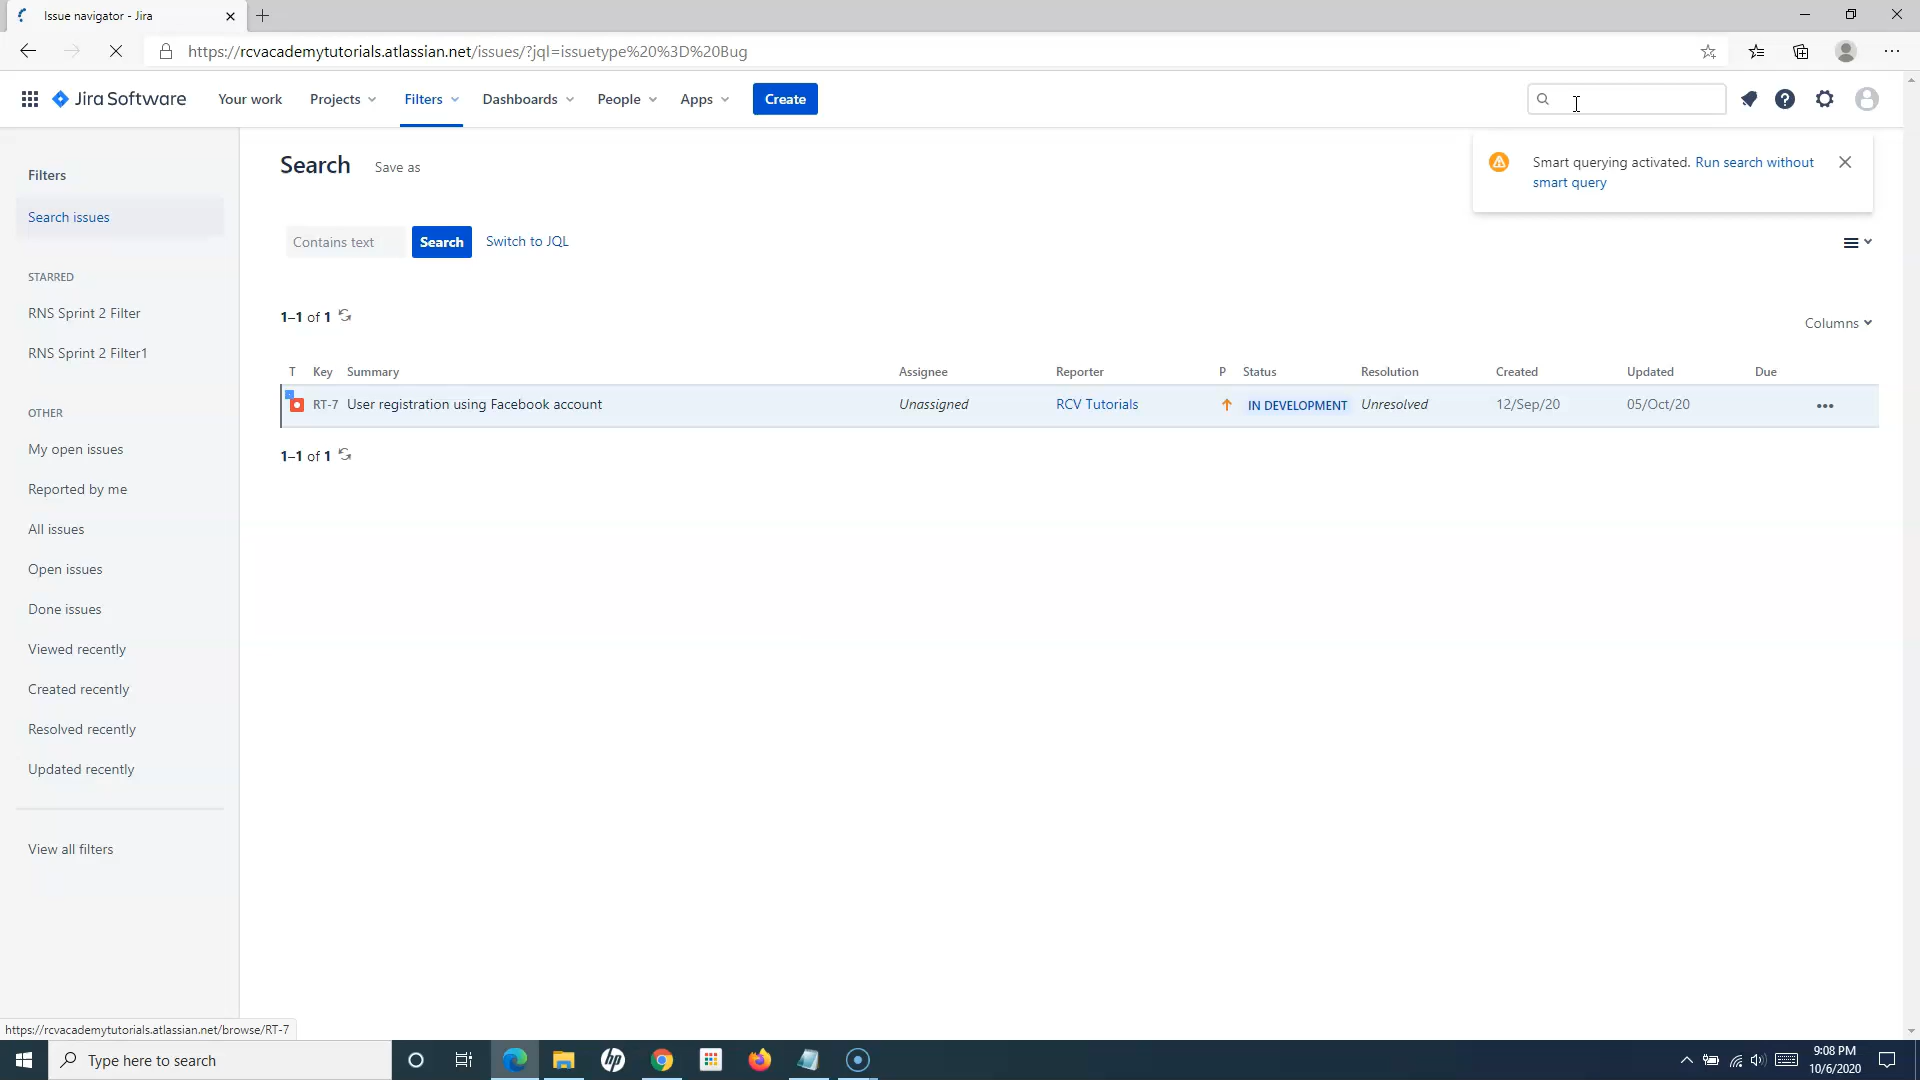 Issue navigator - Jira
https://rcvacademytutorials.atlassian.net/issues/?jql=issuetype%20%3D%20Bug
Jira Software
Your work
Projects
Filters
Dashboards
People
Apps
Create
Smart querying activated. Run search without
smart query
Filters
Search issues
STARRED
RNS Sprint 2 Filter
RNS Sprint 2 Filter1
OTHER
My open issues
Reported by me
All issues
Open issues
Done issues
Viewed recently
Created recently
Resolved recently
Updated recently
View all filters
Search Save as
Contains text Search Switch to JQL
1–1 of 1
Columns
T Key Summary Assignee Reporter P Status Resolution Created Updated Due
RT-7 User registration using Facebook account Unassigned RCV Tutorials IN DEVELOPMENT Unresolved 12/Sep/20 05/Oct/20
1–1 of 1
https://rcvacademytutorials.atlassian.net/browse/RT-7
Type here to search
hp
9:08 PM
10/6/2020